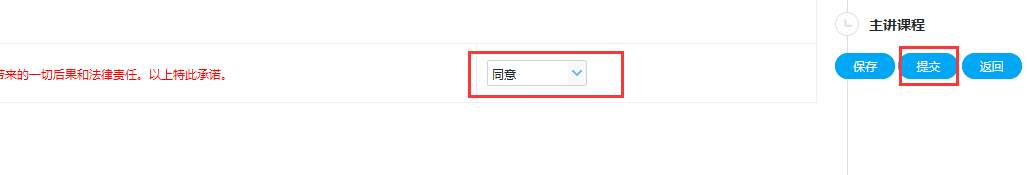 主讲课程
带来的一切后果和法律责任。以上特此承诺。
同意
保存
提交
返回